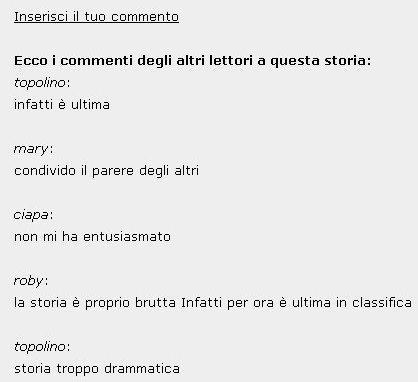 Inserisci il tuo commento
Ecco i commenti degli altri lettori a questa storia:
topolino:
infatti è ultima
mary:
condivido il parere degli altri
ciapa:
non mi ha entusiasmato
roby:
la storia è proprio brutta Infatti per ora è ultima in classifica
topolino:
storia troppo drammatica